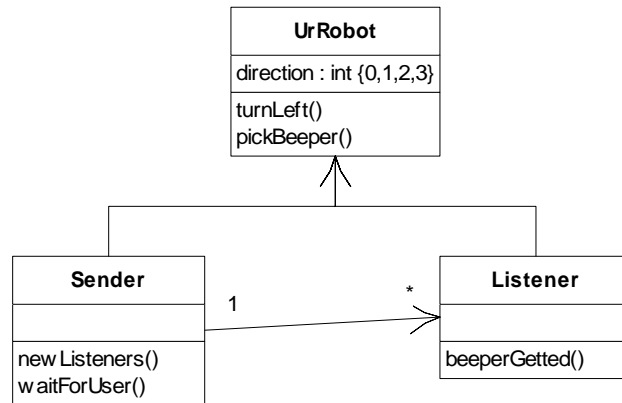 UrRobot
direction : int {0,1,2,3}
turnLeft()
pickBeeper()
Sender
newListeners()
waitForUser()
1
*
Listener
beeperGetted()